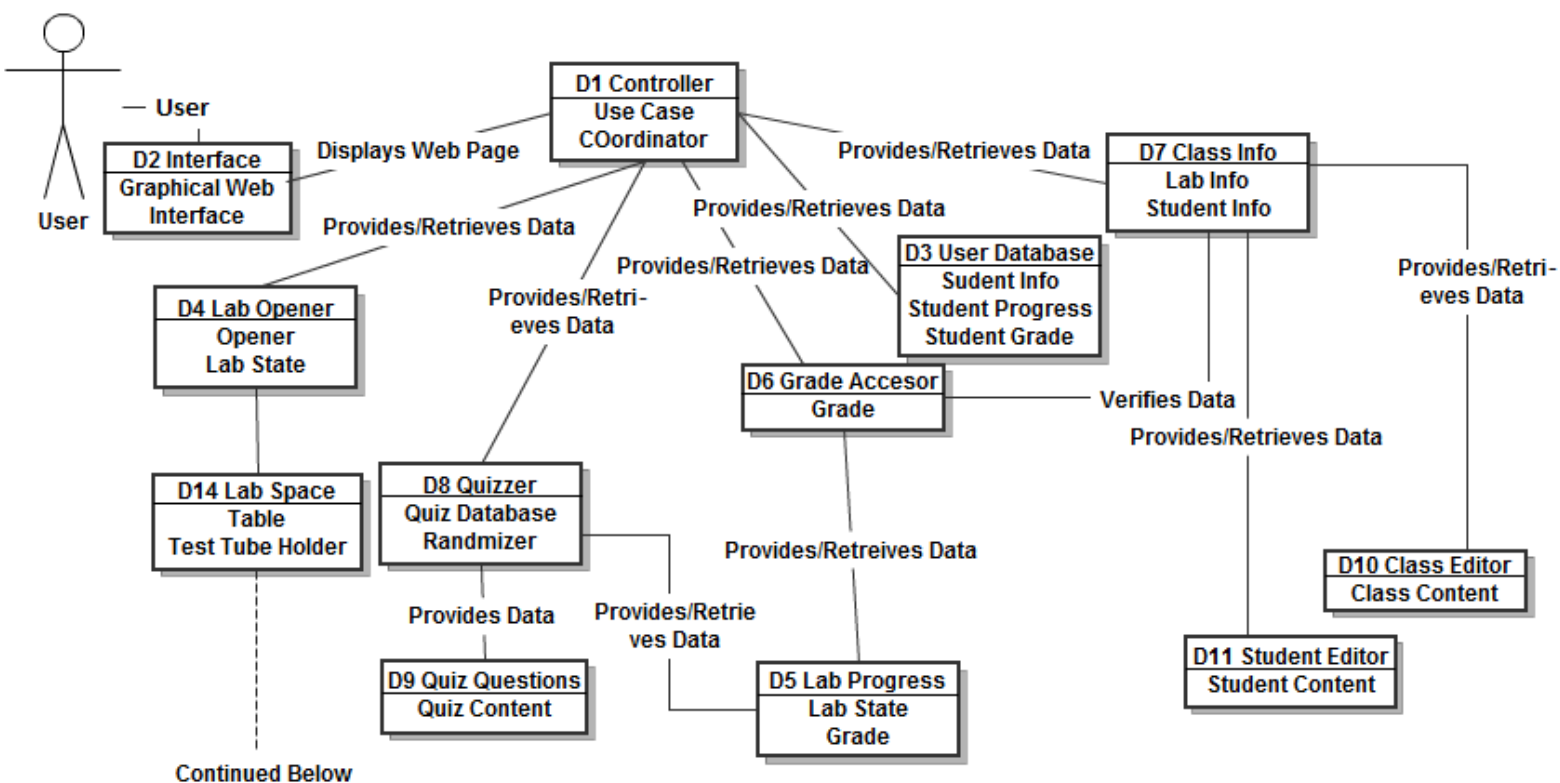 D1 Controller
Use Case
COordinator
— User
User
D2 Interface
Graphical Web
Interface
Displays Web Page
Provides/Retrieves Data
D7 Class Info
Lab Info
Student Info
Provides/Retrieves Data
Provides/Retrieves Data
Provides/Retrieves Data
D3 User Database
Sudent Info
Student Progress
Student Grade
Provides/Retri-
eves Data
Provides/Retri-
eves Data
D4 Lab Opener
Opener
Lab State
D6 Grade Accesor
Grade
Verifies Data
Provides/Retrieves Data
D14 Lab Space
Table
Test Tube Holder
D8 Quizzer
Quiz Database
Randmizer
Provides/Retreives Data
D10 Class Editor
Class Content
Provides Data
Provides/Retrie
ves Data
D9 Quiz Questions
Quiz Content
D5 Lab Progress
Lab State
Grade
D11 Student Editor
Student Content
Continued Below